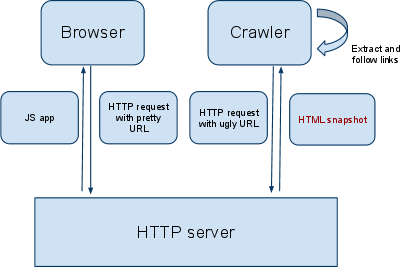 Browser
Crawler
Extract and
follow links
JS app
HTTP request
with pretty
URL
HTTP request
with ugly URL
HTML snapshot
HTTP server